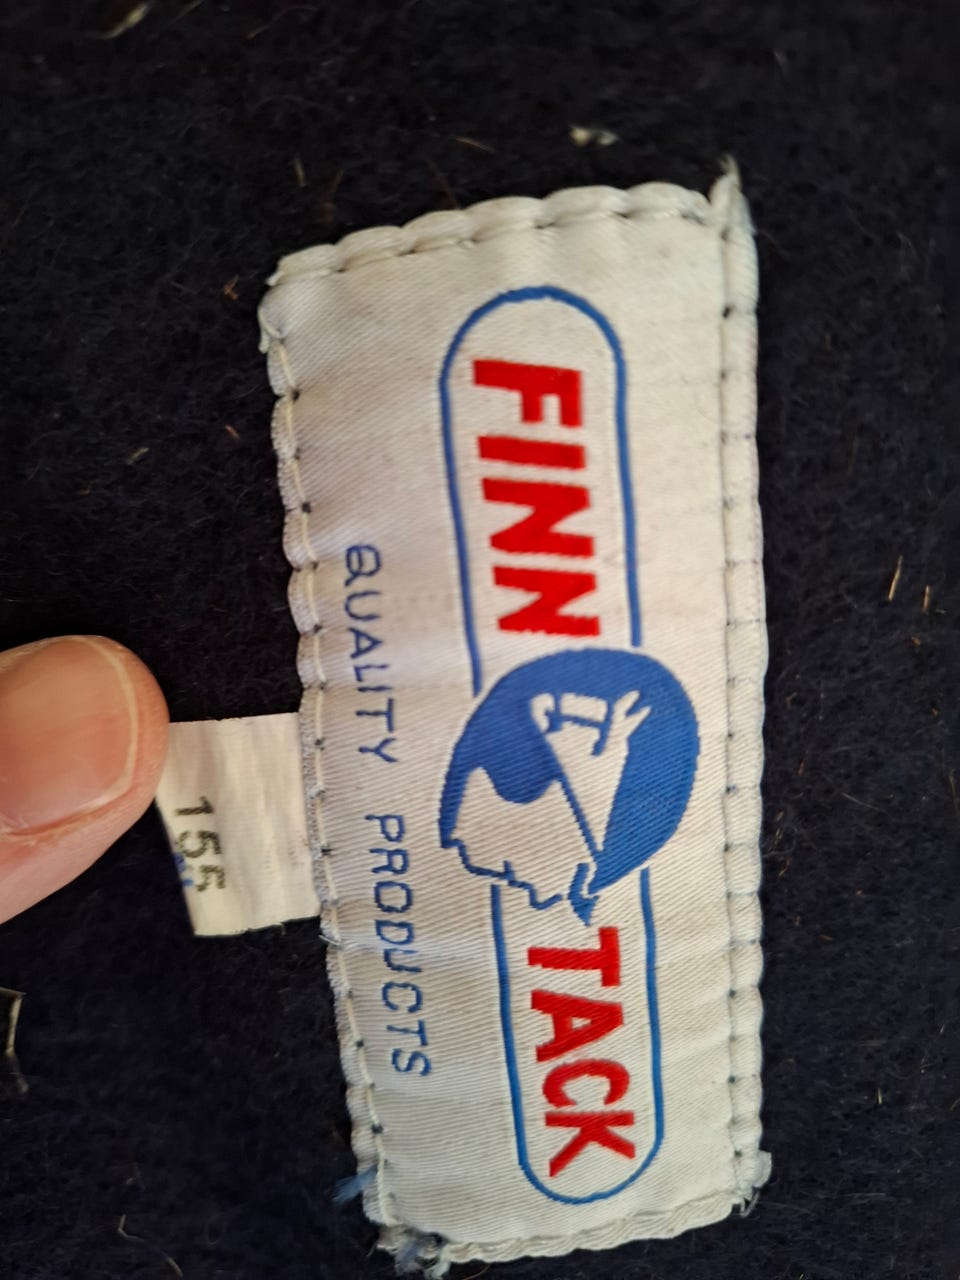 FINN TACK
QUALITY PRODUCTS
155